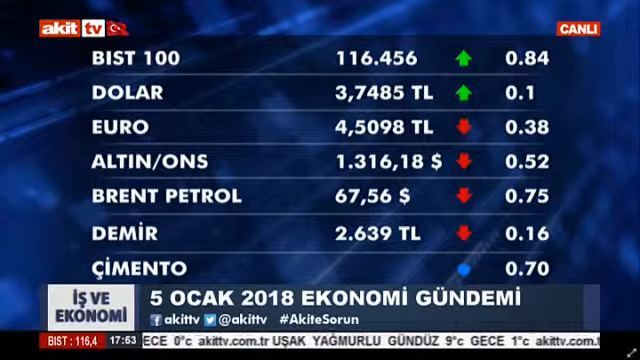 akit tv
CANLI
BIST 100 116.456 0.84
DOLAR 3,7485 TL 0.1
EURO 4,5098 TL 0.38
ALTIN/ONS 1.316,18 $ 0.52
BRENT PETROL 67,56 $ 0.75
DEMİR 2.639 TL 0.16
ÇİMENTO 0.70
İŞ VE EKONOMİ
5 OCAK 2018 EKONOMİ GÜNDEMİ
akittv @akittv #AkiteSorun
BIST : 116,4 17:53 ECE 0°c akittv.com.tr UŞAK YAĞMURLU GÜNDÜZ 9°c GECE 1°c akittv.com.t